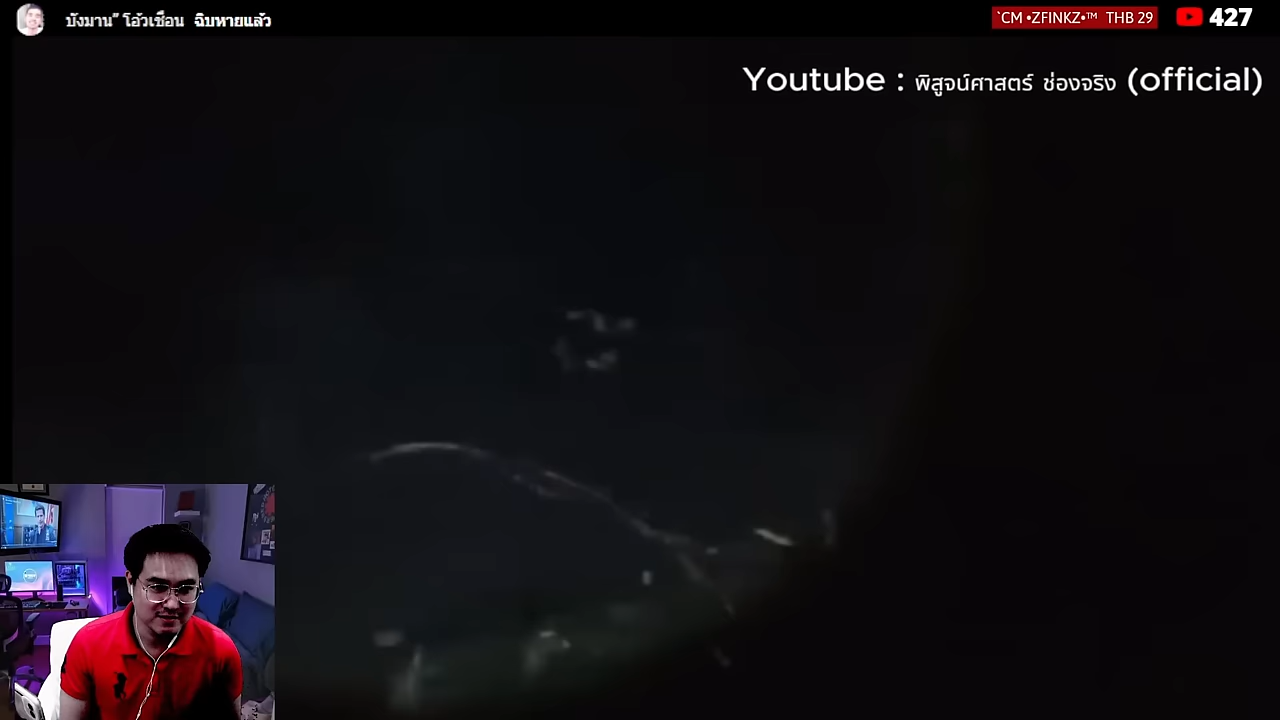 บังมาน" โอ้วเซื่อน ฉิบหายแล้ว
`CM •ZFINKZ•™ THB 29
427
Youtube : พิสูจน์ศาสตร์ ช่องจริง (official)